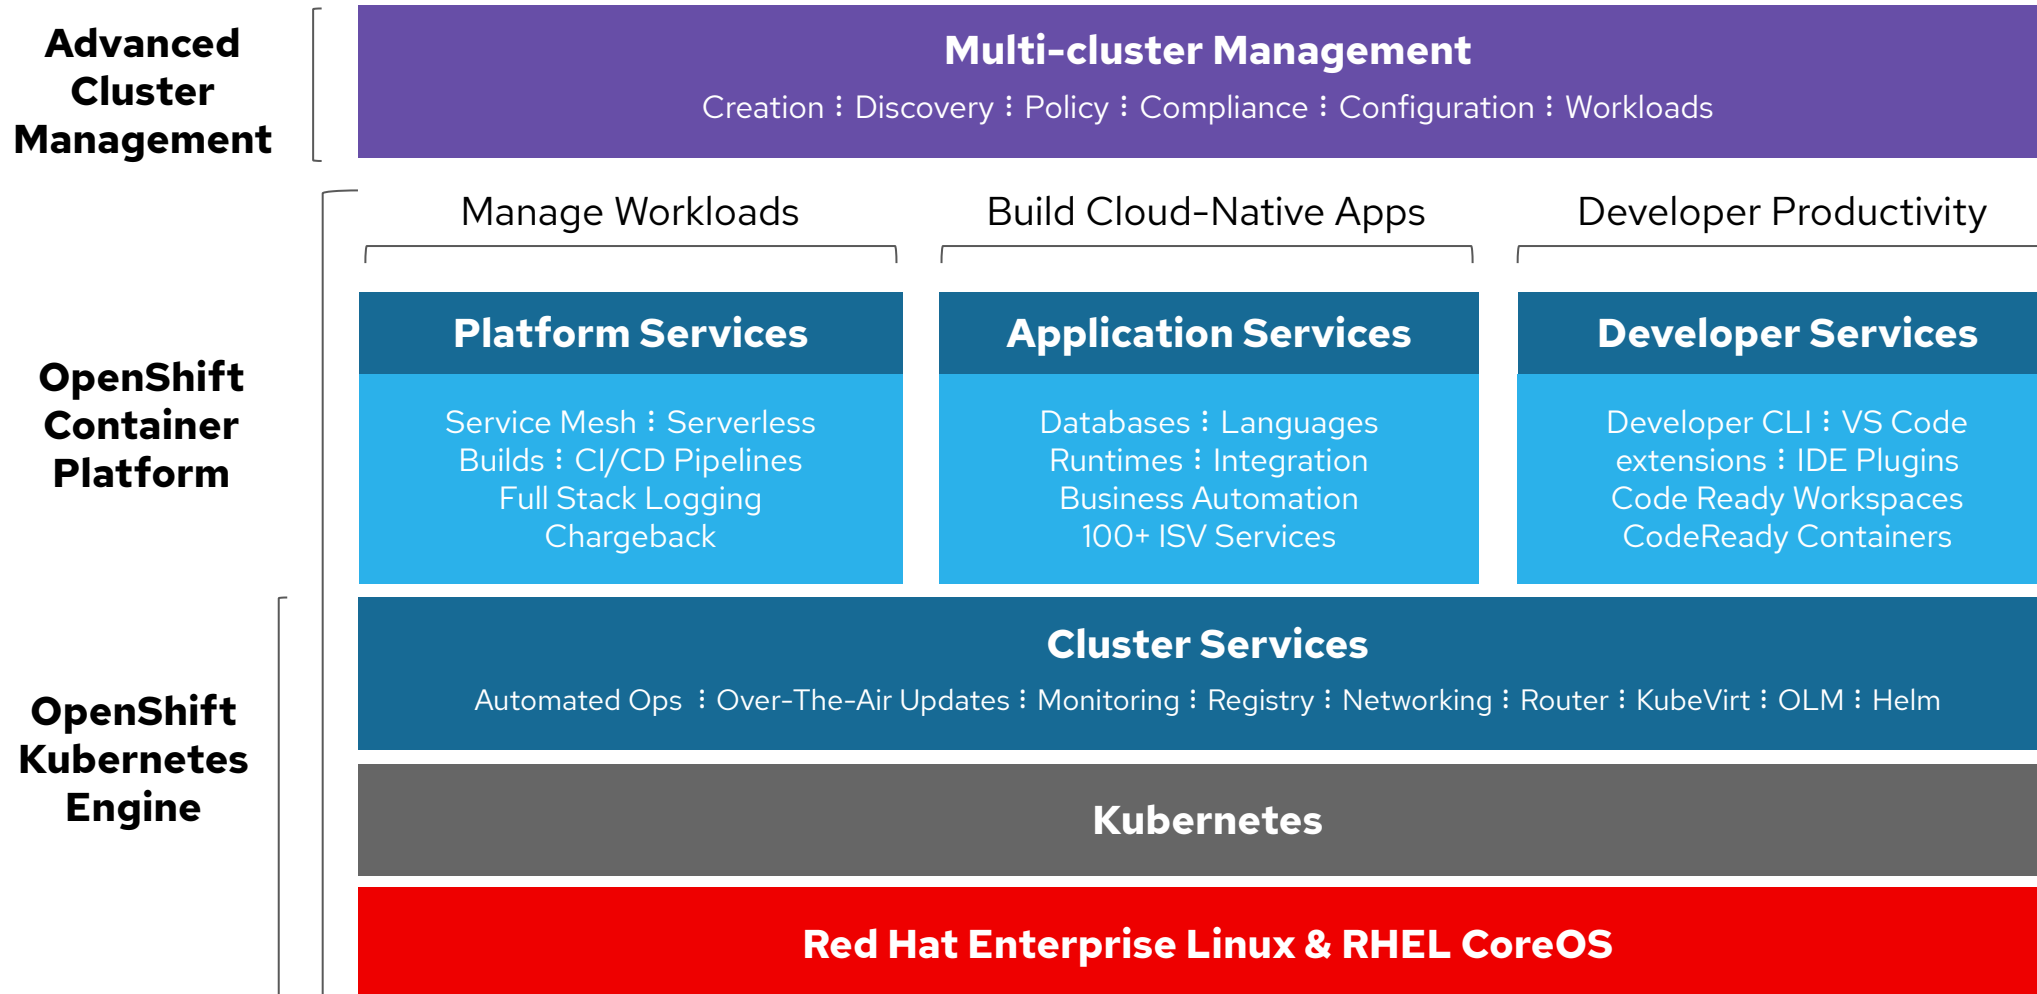 Advanced
Cluster
Management
Multi-cluster Management
Creation ⋮ Discovery ⋮ Policy ⋮ Compliance ⋮ Configuration ⋮ Workloads
Manage Workloads
Build Cloud-Native Apps
Developer Productivity
OpenShift
Container
Platform
Platform Services
Service Mesh ⋮ Serverless
Builds ⋮ CI/CD Pipelines
Full Stack Logging
Chargeback
Application Services
Databases ⋮ Languages
Runtimes ⋮ Integration
Business Automation
100+ ISV Services
Developer Services
Developer CLI ⋮ VS Code
extensions ⋮ IDE Plugins
Code Ready Workspaces
CodeReady Containers
OpenShift
Kubernetes
Engine
Cluster Services
Automated Ops ⋮ Over-The-Air Updates ⋮ Monitoring ⋮ Registry ⋮ Networking ⋮ Router ⋮ KubeVirt ⋮ OLM ⋮ Helm
Kubernetes
Red Hat Enterprise Linux & RHEL CoreOS